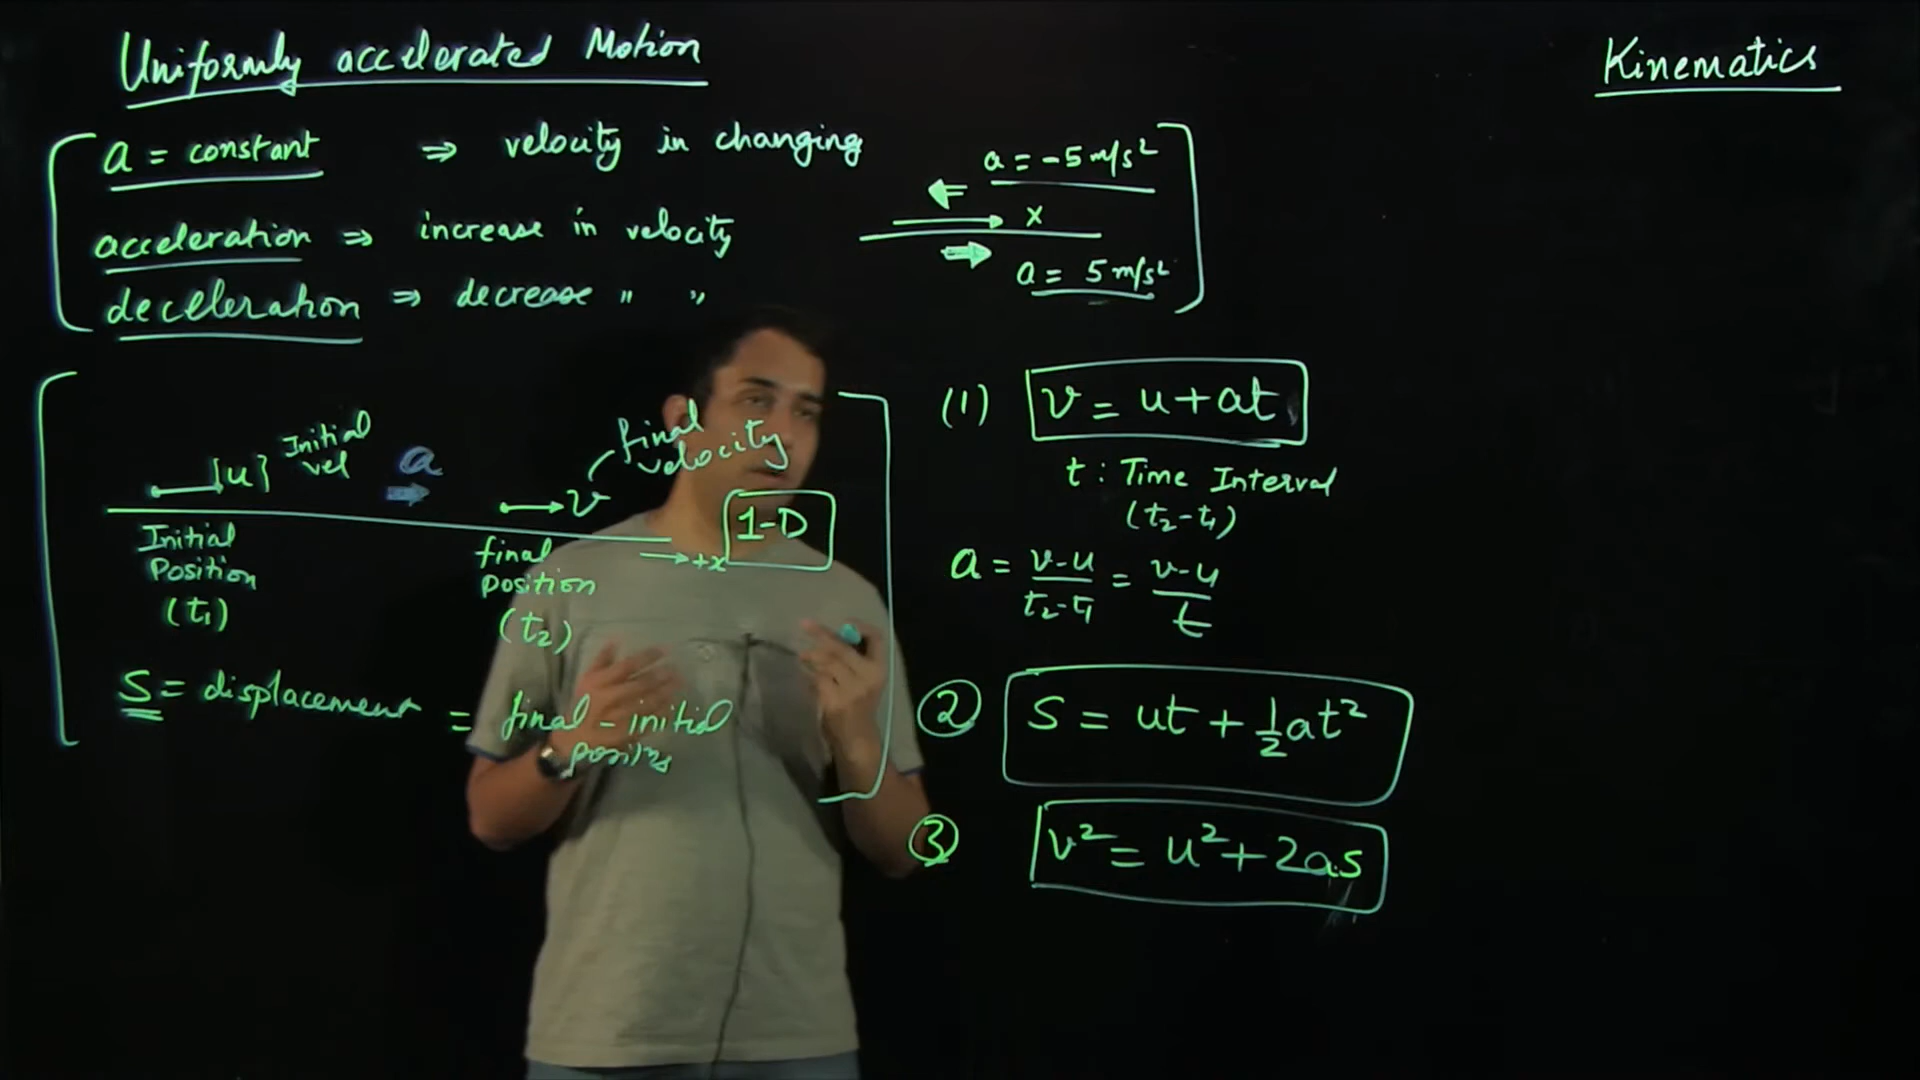 Uniformly accelerated Motion
Kinematics
a = constant ⇒ velocity in changing
a = -5 m/s²
acceleration ⇒ increase in velocity
x
a = 5 m/s²
deceleration ⇒ decrease " "
[u] Initial vel
a
v
final velocity
1-D
+x
Initial Position (t₁)
final position (t₂)
S = displacement = final - initial
(1) v = u + at
t : Time Interval
(t₂ - t₁)
a = v-u/t₂-t₁ = v-u/t
② S = ut + ½at²
③ v² = u² + 2as